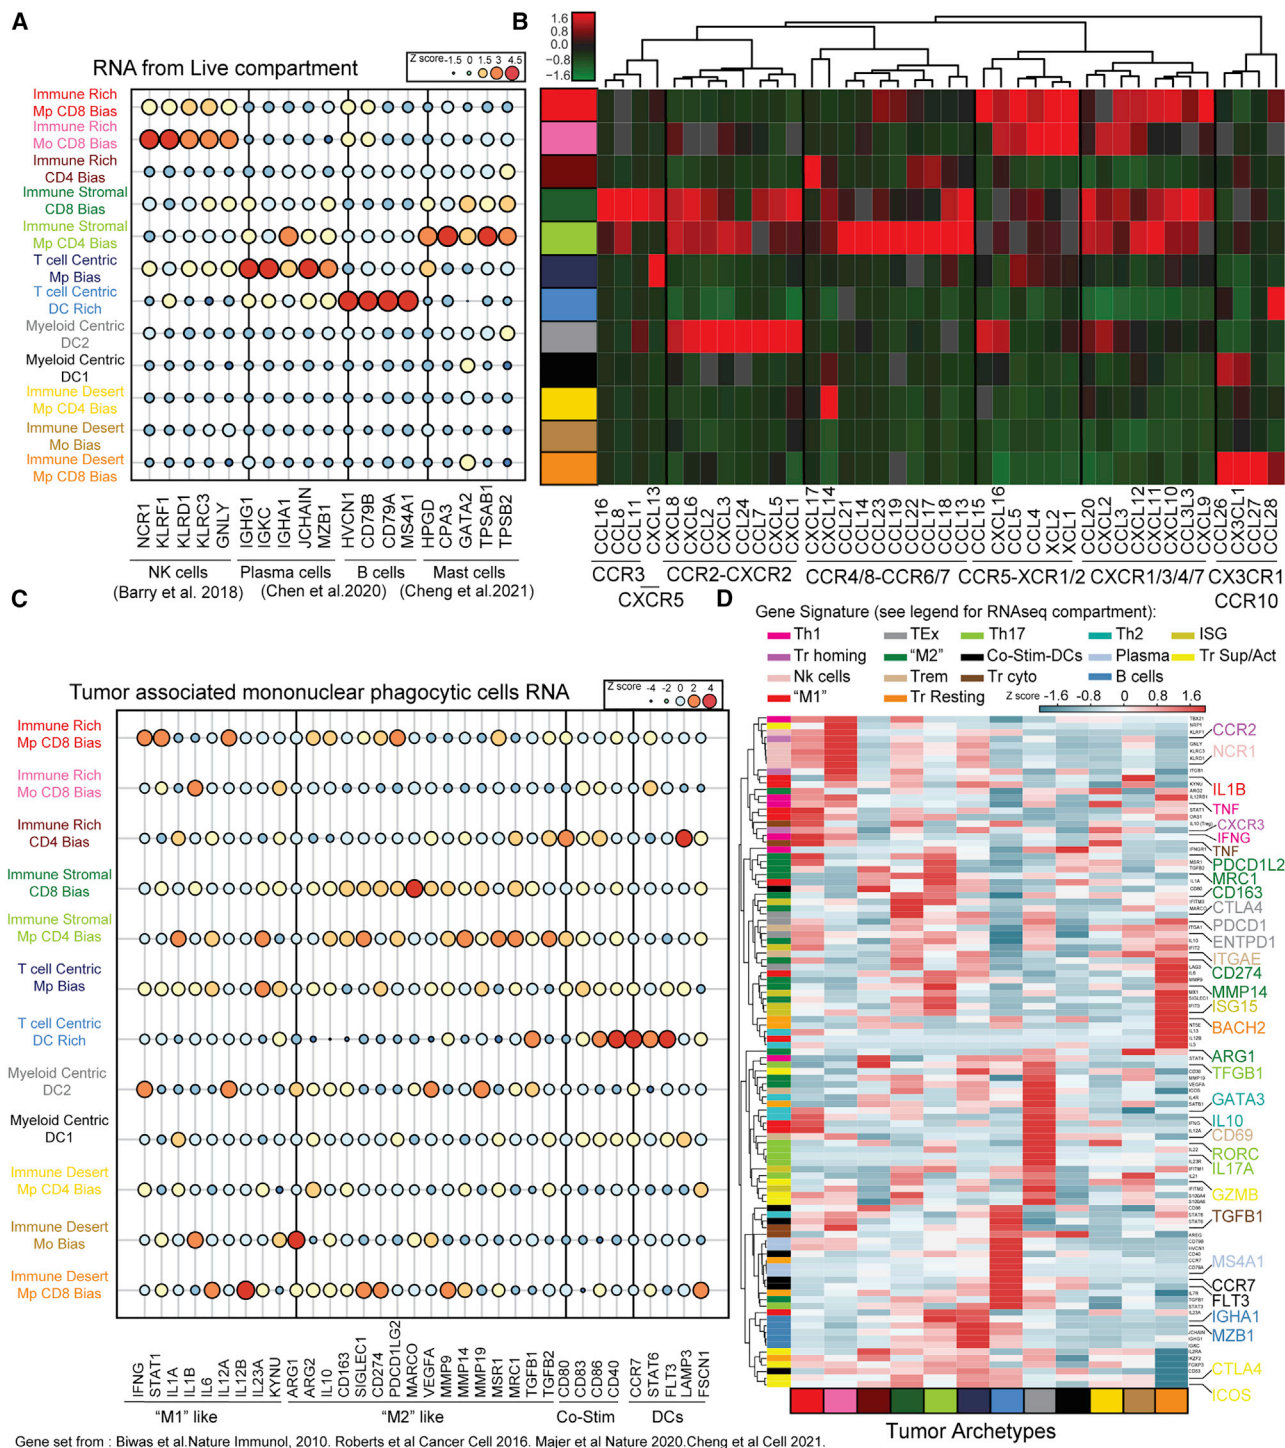 A
RNA from Live compartment
Z score -1.5 0 1.5 3 4.5
Immune Rich
Mp CD8 Bias
Immune Rich
Mo CD8 Bias
Immune Rich
CD4 Bias
Immune Stromal
CD8 Bias
Immune Stromal
Mp CD4 Bias
T cell Centric
Mp Bias
T cell Centric
DC Rich
Myeloid Centric
DC2
Myeloid Centric
DC1
Immune Desert
Mp CD4 Bias
Immune Desert
Mo Bias
Immune Desert
Mp CD8 Bias
NCR1 KLRF1 KLRD1 KLRC3 GNLY IGHG1 IGKC IGHA1 JCHAIN MZB1 HVCN1 CD79B CD79A MS4A1 HPGD CPA3 GATA2 TPSAB1 TPSB2
NK cells Plasma cells B cells Mast cells
(Barry et al. 2018) (Chen et al.2020) (Cheng et al.2021)
B
1.6
0.8
0.0
-0.8
-1.6
CCL16 CCL8 CCL11 CXCL13 CXCL8 CXCL6 CCL2 CXCL3 CCL24 CCL7 CXCL5 CXCL1 CXCL17 CXCL14 CCL21 CCL14 CCL23 CCL19 CCL22 CCL17 CCL18 CCL13 CCL15 CXCL16 CCL5 CCL4 XCL2 XCL1 CCL20 CXCL2 CCL3 CXCL12 CXCL11 CXCL10 CCL3L3 CXCL9 CCL26 CX3CL1 CCL27 CCL28
CCR3 CCR2-CXCR2 CCR4/8-CCR6/7 CCR5-XCR1/2 CXCR1/3/4/7 CX3CR1
CXCR5 CCR10
C
Tumor associated mononuclear phagocytic cells RNA
Z score -4 -2 0 2 4
Immune Rich
Mp CD8 Bias
Immune Rich
Mo CD8 Bias
Immune Rich
CD4 Bias
Immune Stromal
CD8 Bias
Immune Stromal
Mp CD4 Bias
T cell Centric
Mp Bias
T cell Centric
DC Rich
Myeloid Centric
DC2
Myeloid Centric
DC1
Immune Desert
Mp CD4 Bias
Immune Desert
Mo Bias
Immune Desert
Mp CD8 Bias
IFNG STAT1 IL1A IL1B IL6 IL12A IL12B IL23A KYNU ARG1 ARG2 IL10 CD163 SIGLEC1 CD274 PDCD1LG2 MARCO VEGFA MMP9 MMP14 MMP19 MSR1 MRC1 TGFB1 TGFB2 CD80 CD83 CD86 CD40 CCR7 STAT6 FLT3 LAMP3 FSCN1
“M1” like “M2” like Co-Stim DCs
Gene set from : Biwas et al.Nature Immunol, 2010. Roberts et al Cancer Cell 2016. Majer et al Nature 2020.Cheng et al Cell 2021.
D
Gene Signature (see legend for RNAseq compartment):
Th1 TEx Th17 Th2 ISG
Tr homing “M2” Co-Stim-DCs Plasma Tr Sup/Act
Nk cells Trem Tr cyto B cells
“M1” Tr Resting
Z score -1.6 -0.8 0 0.8 1.6
CCR2
NCR1
IL1B
TNF
CXCR3
IFNG
TNF
PDCD1L2
MRC1
CD163
CTLA4
PDCD1
ENTPD1
ITGAE
CD274
MMP14
ISG15
BACH2
ARG1
TFGB1
GATA3
IL10
CD69
RORC
IL17A
GZMB
TGFB1
MS4A1
CCR7
FLT3
IGHA1
MZB1
CTLA4
ICOS
Tumor Archetypes